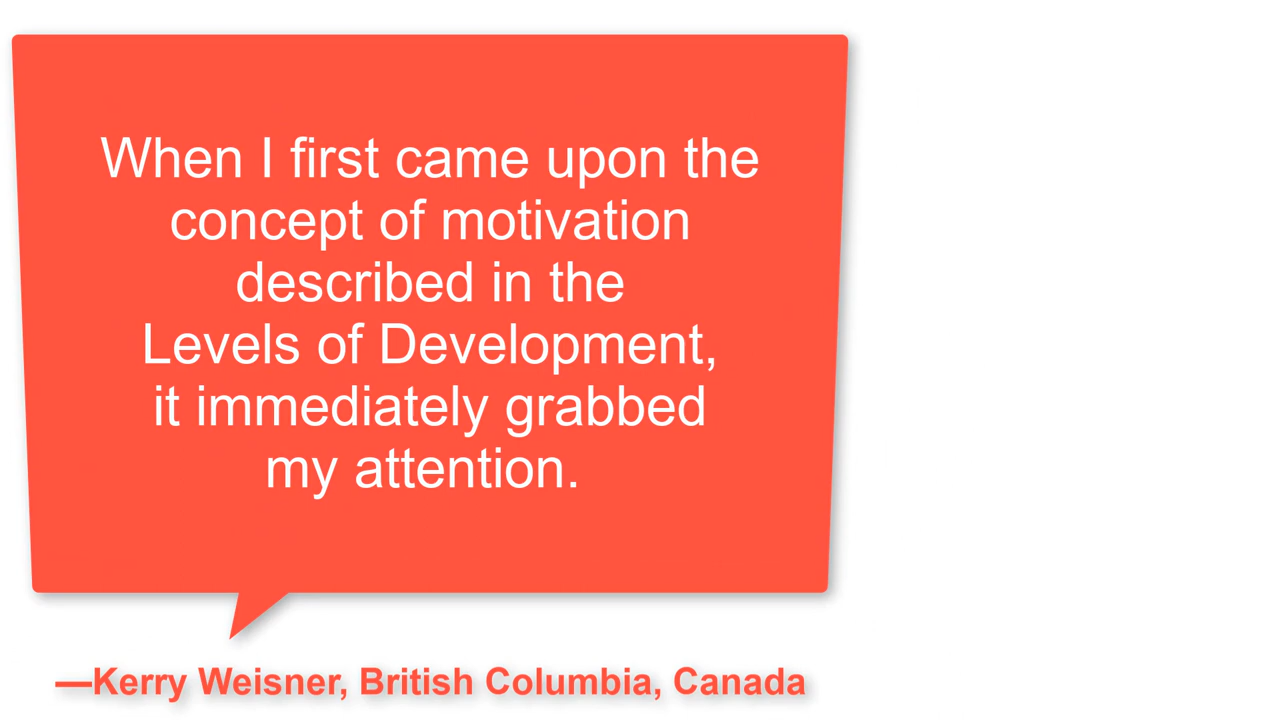 When I first came upon the
concept of motivation
described in the
Levels of Development,
it immediately grabbed
my attention.
—Kerry Weisner, British Columbia, Canada